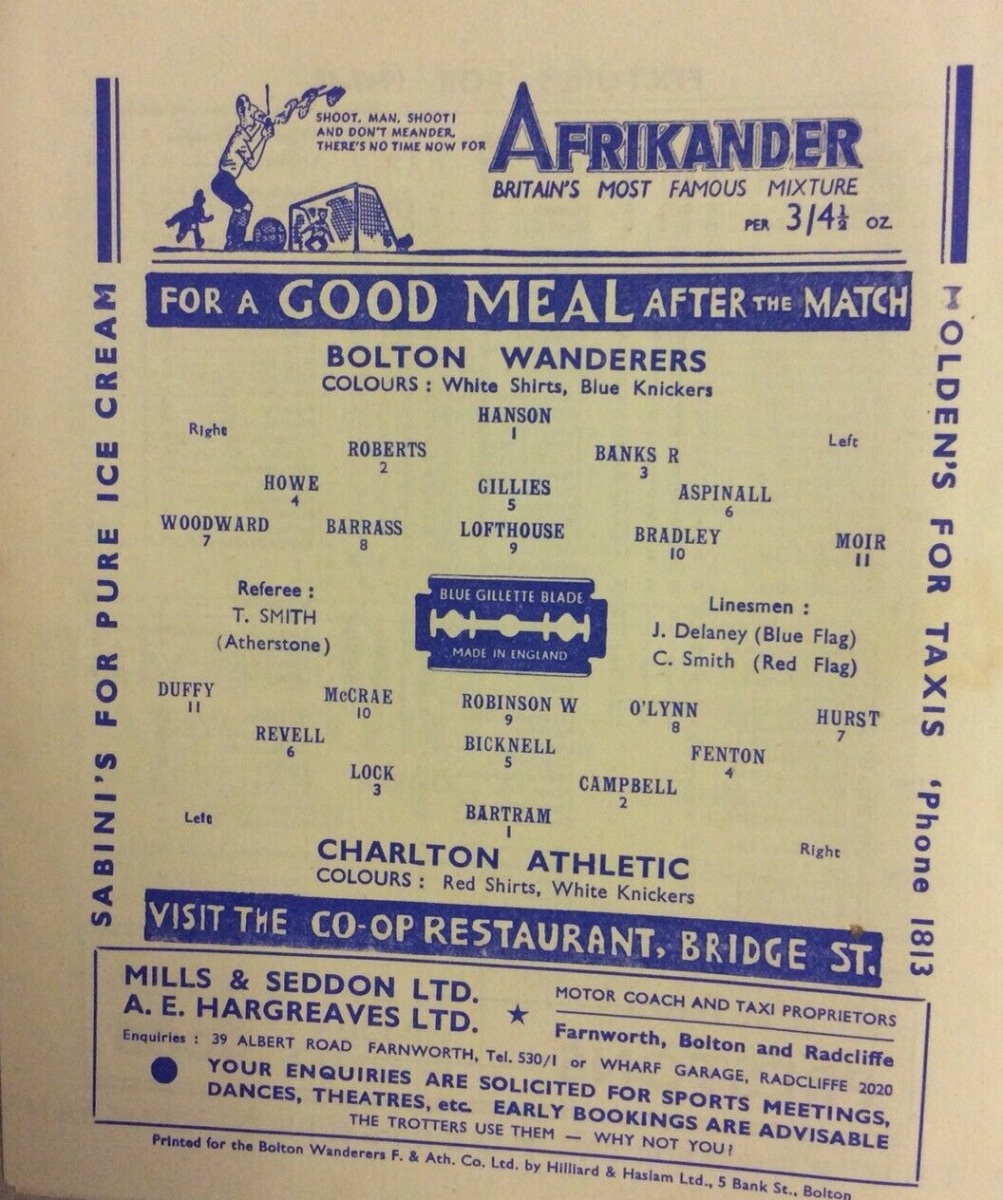 SHOOT, MAN, SHOOT!
AND DON'T MEANDER,
THERE'S NO TIME NOW FOR
AFRIKANDER
BRITAIN'S MOST FAMOUS MIXTURE
PER 3/4½ OZ.
FOR A GOOD MEAL AFTER THE MATCH
SABINI'S FOR PURE ICE CREAM
MOLDEN'S FOR TAXIS 'Phone 1813
BOLTON WANDERERS
COLOURS : White Shirts, Blue Knickers
HANSON
1
Right
Left
ROBERTS
2
BANKS R
3
HOWE
4
GILLIES
5
ASPINALL
6
WOODWARD
7
BARRASS
8
LOFTHOUSE
9
BRADLEY
10
MOIR
11
Referee :
T. SMITH
(Atherstone)
BLUE GILLETTE BLADE
MADE IN ENGLAND
Linesmen :
J. Delaney (Blue Flag)
C. Smith (Red Flag)
DUFFY
11
McCRAE
10
ROBINSON W
9
O'LYNN
8
HURST
7
REVELL
6
BICKNELL
5
FENTON
4
LOCK
3
CAMPBELL
2
BARTRAM
1
Left
Right
CHARLTON ATHLETIC
COLOURS : Red Shirts, White Knickers
VISIT THE CO-OP RESTAURANT, BRIDGE ST.
MILLS & SEDDON LTD.
A. E. HARGREAVES LTD.
MOTOR COACH AND TAXI PROPRIETORS
Farnworth, Bolton and Radcliffe
Enquiries : 39 ALBERT ROAD FARNWORTH, Tel. 530/1 or WHARF GARAGE, RADCLIFFE 2020
YOUR ENQUIRIES ARE SOLICITED FOR SPORTS MEETINGS,
DANCES, THEATRES, etc. EARLY BOOKINGS ARE ADVISABLE
THE TROTTERS USE THEM — WHY NOT YOU?
Printed for the Bolton Wanderers F. & Ath. Co. Ltd. by Hilliard & Haslam Ltd., 5 Bank St., Bolton